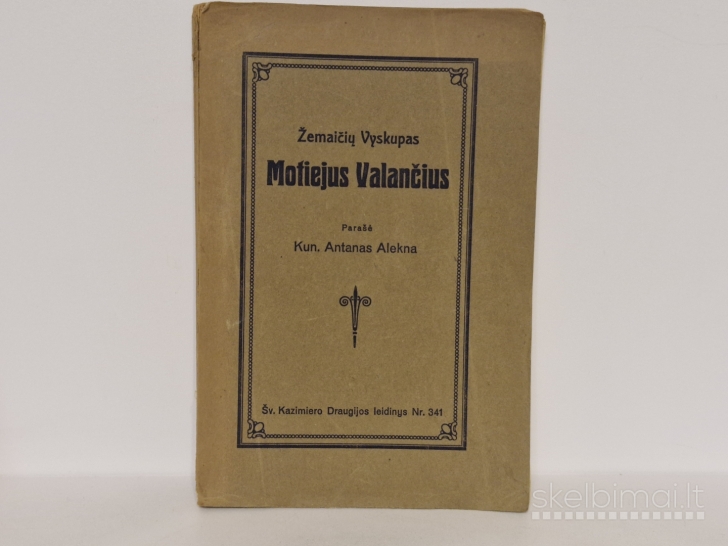 Žemaičių Vyskupas
Motiejus Valančius
Parašė
Kun. Antanas Alekna
Šv. Kazimiero Draugijos leidinys Nr. 341
skelbimai.lt